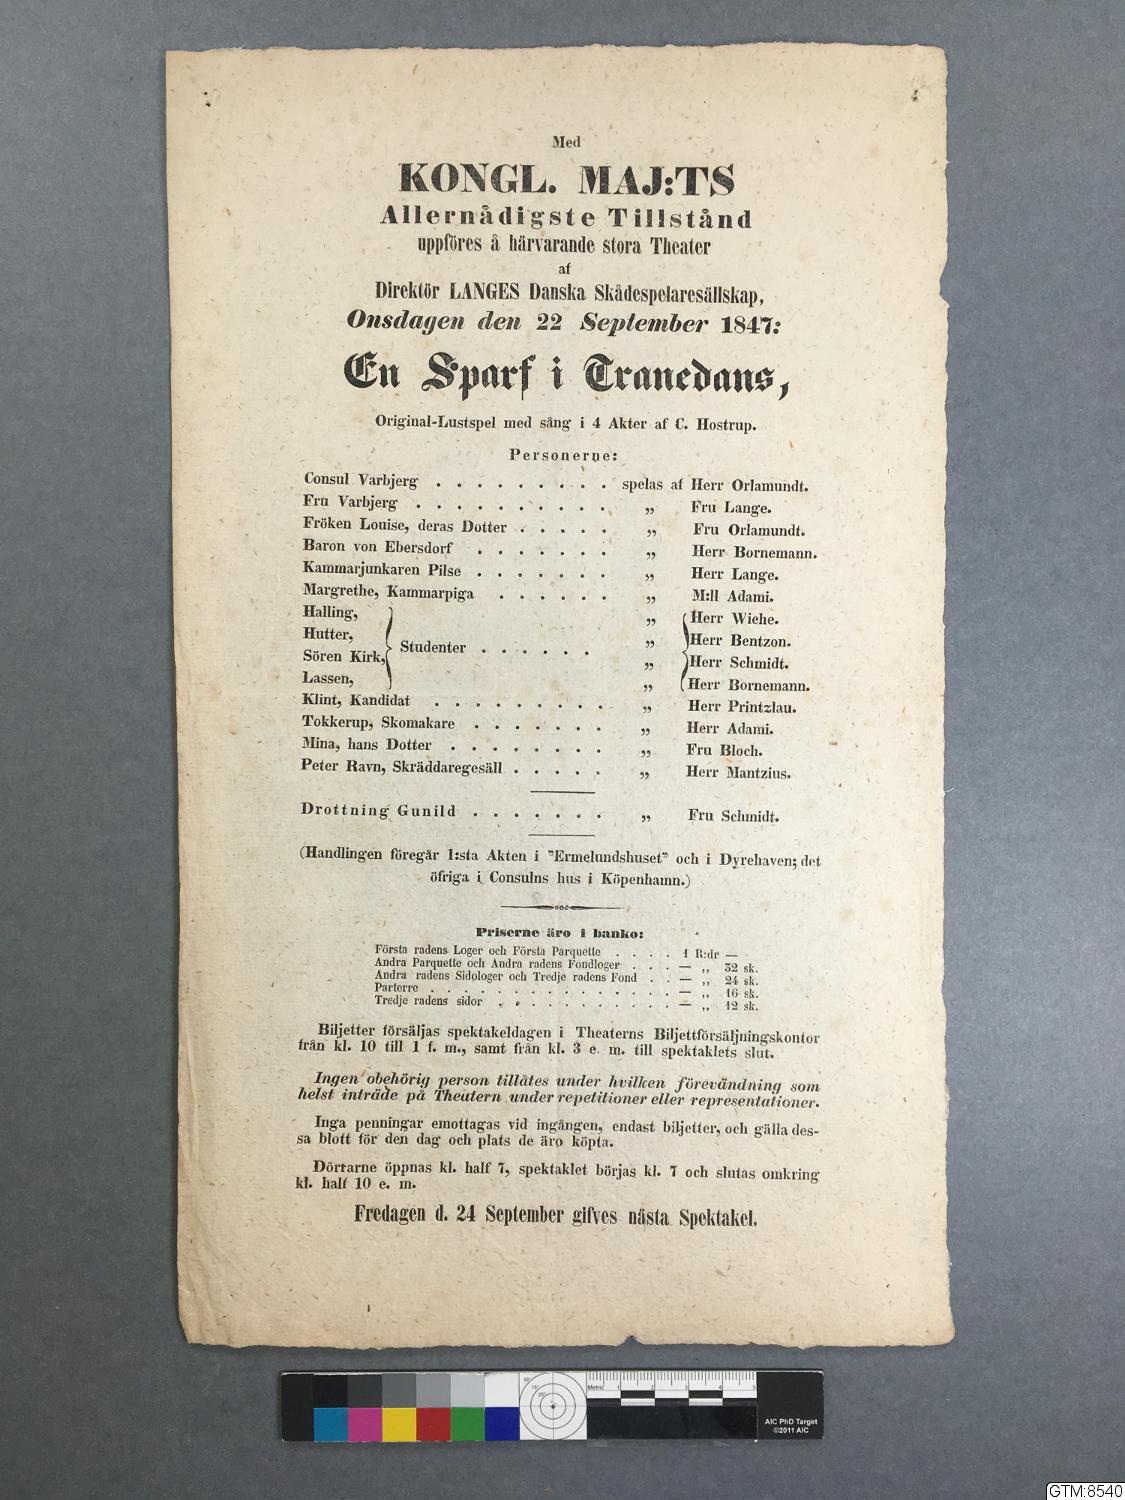 Med
KONGL. MAJ:TS
Allernådigste Tillstånd
uppföres å härvarande stora Theater
af
Direktör LANGES Danska Skådespelaresällskap,
Onsdagen den 22 September 1847:
En Sparf i Tranedans,
Original-Lustspel med sång i 4 Akter af C. Hostrup.
Personerne:
Consul Varbjerg . . . . . . . . . spelas af Herr Orlamundt.
Fru Varbjerg . . . . . . . . . . „ Fru Lange.
Fröken Louise, deras Dotter . . . . . „ Fru Orlamundt.
Baron von Ebersdorf . . . . . . . „ Herr Bornemann.
Kammarjunkaren Pilse . . . . . . . „ Herr Lange.
Margrethe, Kammarpiga . . . . . . „ M:ll Adami.
Halling, „ Herr Wiehe.
Hutter, „ Herr Bentzon.
Studenter . . . . . .
Sören Kirk, „ Herr Schmidt.
Lassen, „ Herr Bornemann.
Klint, Kandidat . . . . . . . . . „ Herr Printzlau.
Tokkerup, Skomakare . . . . . . . „ Herr Adami.
Mina, hans Dotter . . . . . . . . „ Fru Bloch.
Peter Ravn, Skräddaregesäll . . . . . „ Herr Mantzius.
Drottning Gunild . . . . . . . „ Fru Schmidt.
(Handlingen föregår 1:sta Akten i ”Ermelundshuset” och i Dyrehaven; det
öfriga i Consulns hus i Köpenhamn.)
Priserne äro i banko:
Första radens Loger och Första Parquette . . . . 1 R:dr —
Andra Parquette och Andra radens Fondloger . . . — „ 32 sk.
Andra radens Sidologer och Tredje radens Fond . . — „ 24 sk.
Parterre . . . . . . . . . . . . . — „ 16 sk.
Tredje radens sidor . . . . . . . . . . — „ 12 sk.
Biljetter försäljas spektakeldagen i Theaterns Biljettförsäljningskontor
från kl. 10 till 1 f. m., samt från kl. 3 e. m. till spektaklets slut.
Ingen obehörig person tillåtes under hvilken förevändning som
helst inträde på Theatern under repetitioner eller representationer.
Inga penningar emottagas vid ingången, endast biljetter, och gälla des-
sa blott för den dag och plats de äro köpta.
Dörrarne öppnas kl. half 7, spektaklet börjas kl. 7 och slutas omkring
kl. half 10 e. m.
Fredagen d. 24 September gifves nästa Spektakel.
Metric 1 2 3 4 5
AIC PhD Target
©2011 AIC
GTM:8540